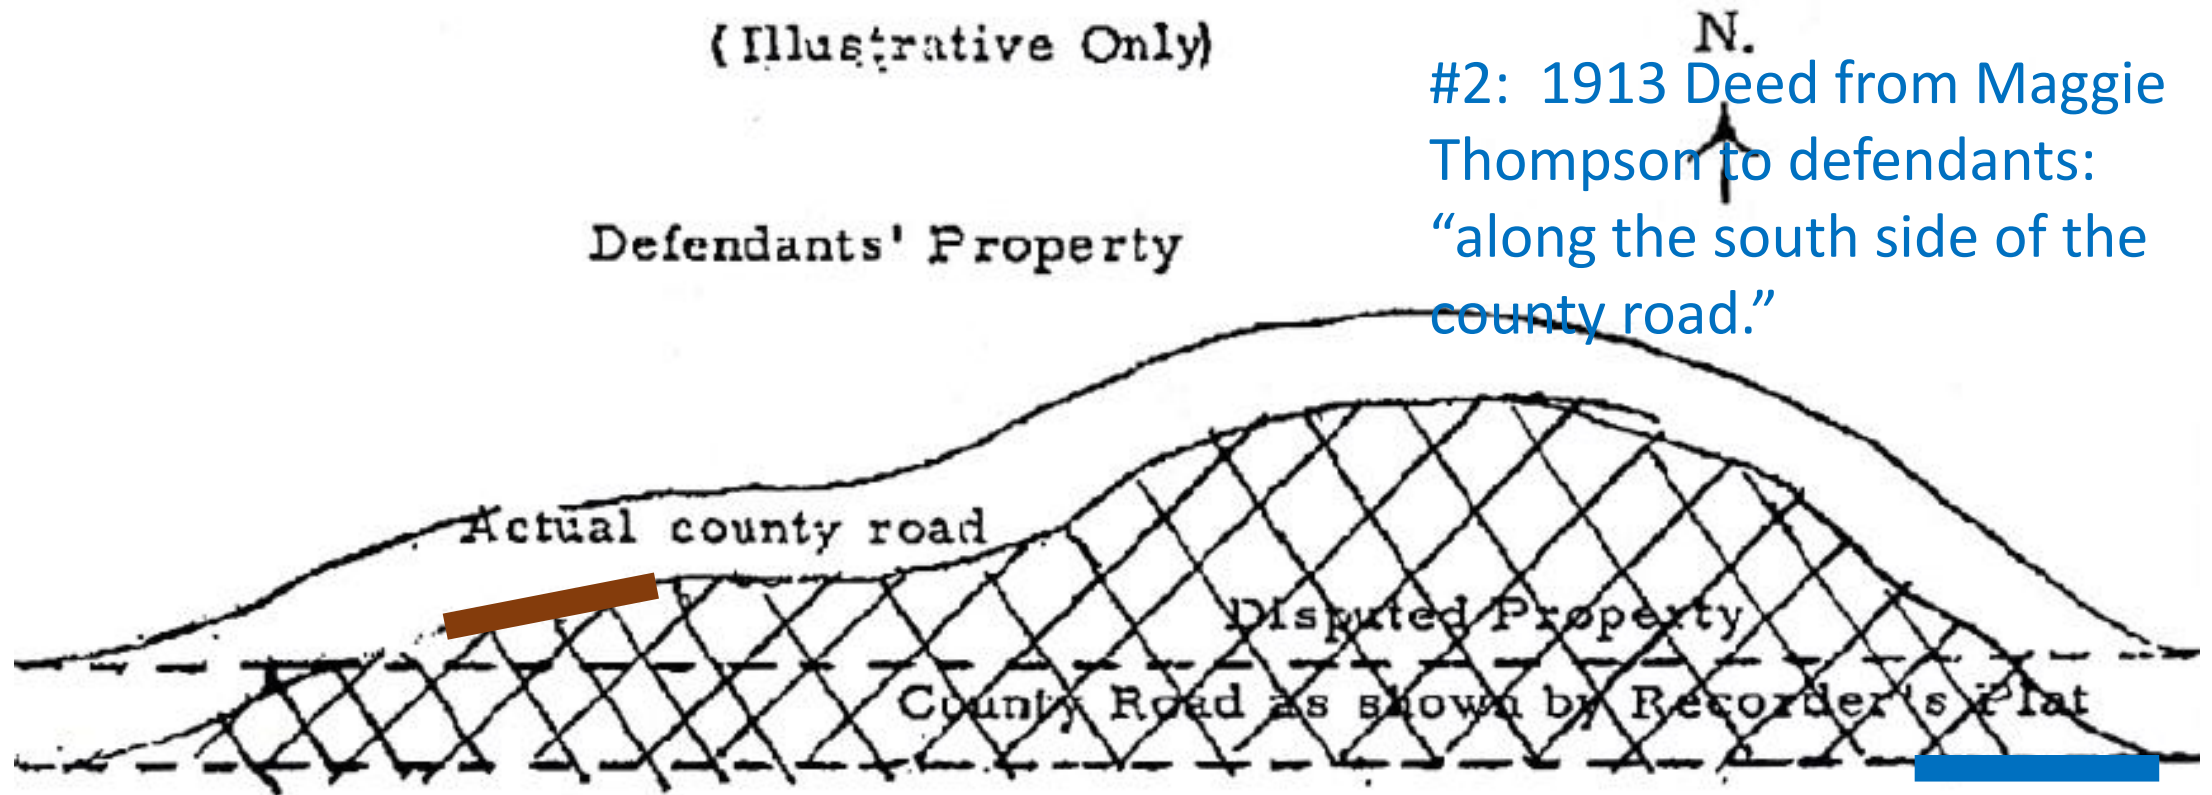 (Illustrative Only)
N.
#2: 1913 Deed from Maggie
Thompson to defendants:
“along the south side of the
county road.”
Defendants' Property
Actual county road
Disputed Property
County Road as shown by Recorder's Plat